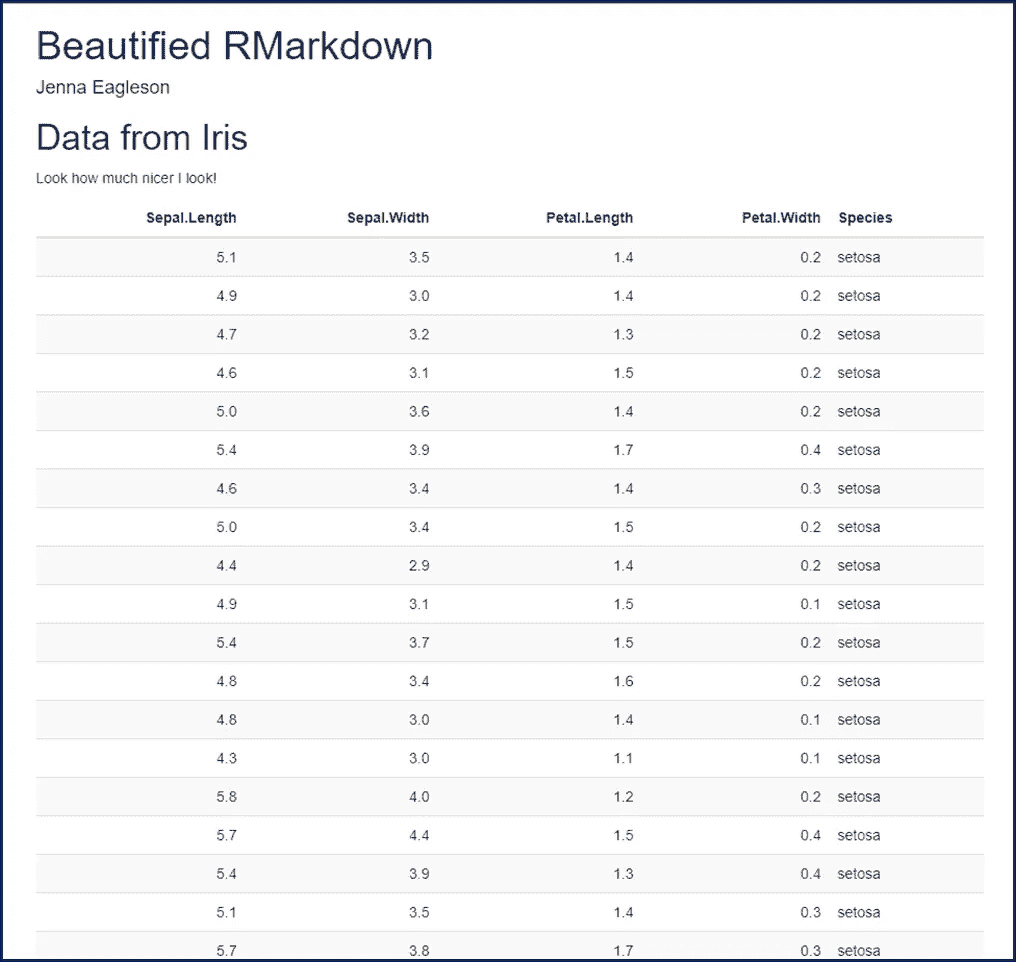 Beautified RMarkdown
Jenna Eagleson
Data from Iris
Look how much nicer I look!
Sepal.Length Sepal.Width Petal.Length Petal.Width Species
5.1 3.5 1.4 0.2 setosa
4.9 3.0 1.4 0.2 setosa
4.7 3.2 1.3 0.2 setosa
4.6 3.1 1.5 0.2 setosa
5.0 3.6 1.4 0.2 setosa
5.4 3.9 1.7 0.4 setosa
4.6 3.4 1.4 0.3 setosa
5.0 3.4 1.5 0.2 setosa
4.4 2.9 1.4 0.2 setosa
4.9 3.1 1.5 0.1 setosa
5.4 3.7 1.5 0.2 setosa
4.8 3.4 1.6 0.2 setosa
4.8 3.0 1.4 0.1 setosa
4.3 3.0 1.1 0.1 setosa
5.8 4.0 1.2 0.2 setosa
5.7 4.4 1.5 0.4 setosa
5.4 3.9 1.3 0.4 setosa
5.1 3.5 1.4 0.3 setosa
5.7 3.8 1.7 0.3 setosa